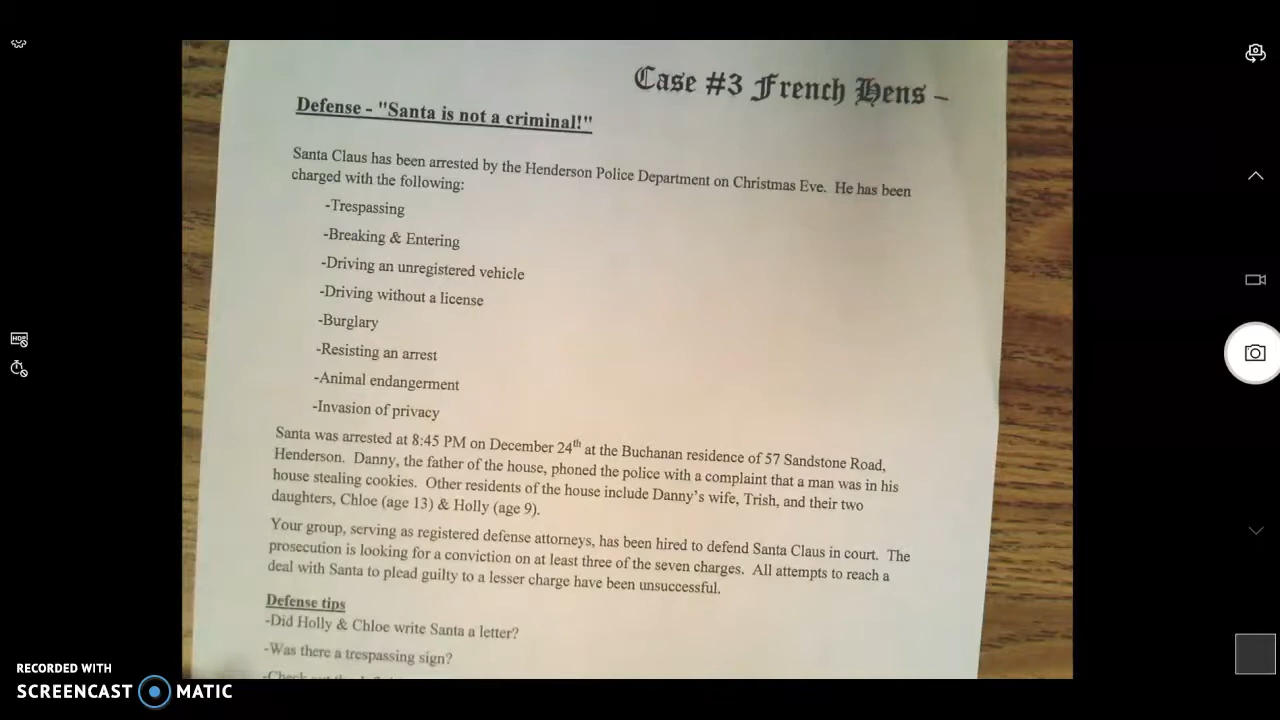 Case #3 French Hens –
Defense - "Santa is not a criminal!"
Santa Claus has been arrested by the Henderson Police Department on Christmas Eve. He has been
charged with the following:
-Trespassing
-Breaking & Entering
-Driving an unregistered vehicle
-Driving without a license
-Burglary
-Resisting an arrest
-Animal endangerment
-Invasion of privacy
Santa was arrested at 8:45 PM on December 24th at the Buchanan residence of 57 Sandstone Road,
Henderson. Danny, the father of the house, phoned the police with a complaint that a man was in his
house stealing cookies. Other residents of the house include Danny's wife, Trish, and their two
daughters, Chloe (age 13) & Holly (age 9).
Your group, serving as registered defense attorneys, has been hired to defend Santa Claus in court. The
prosecution is looking for a conviction on at least three of the seven charges. All attempts to reach a
deal with Santa to plead guilty to a lesser charge have been unsuccessful.
Defense tips
-Did Holly & Chloe write Santa a letter?
-Was there a trespassing sign?
RECORDED WITH
SCREENCAST MATIC